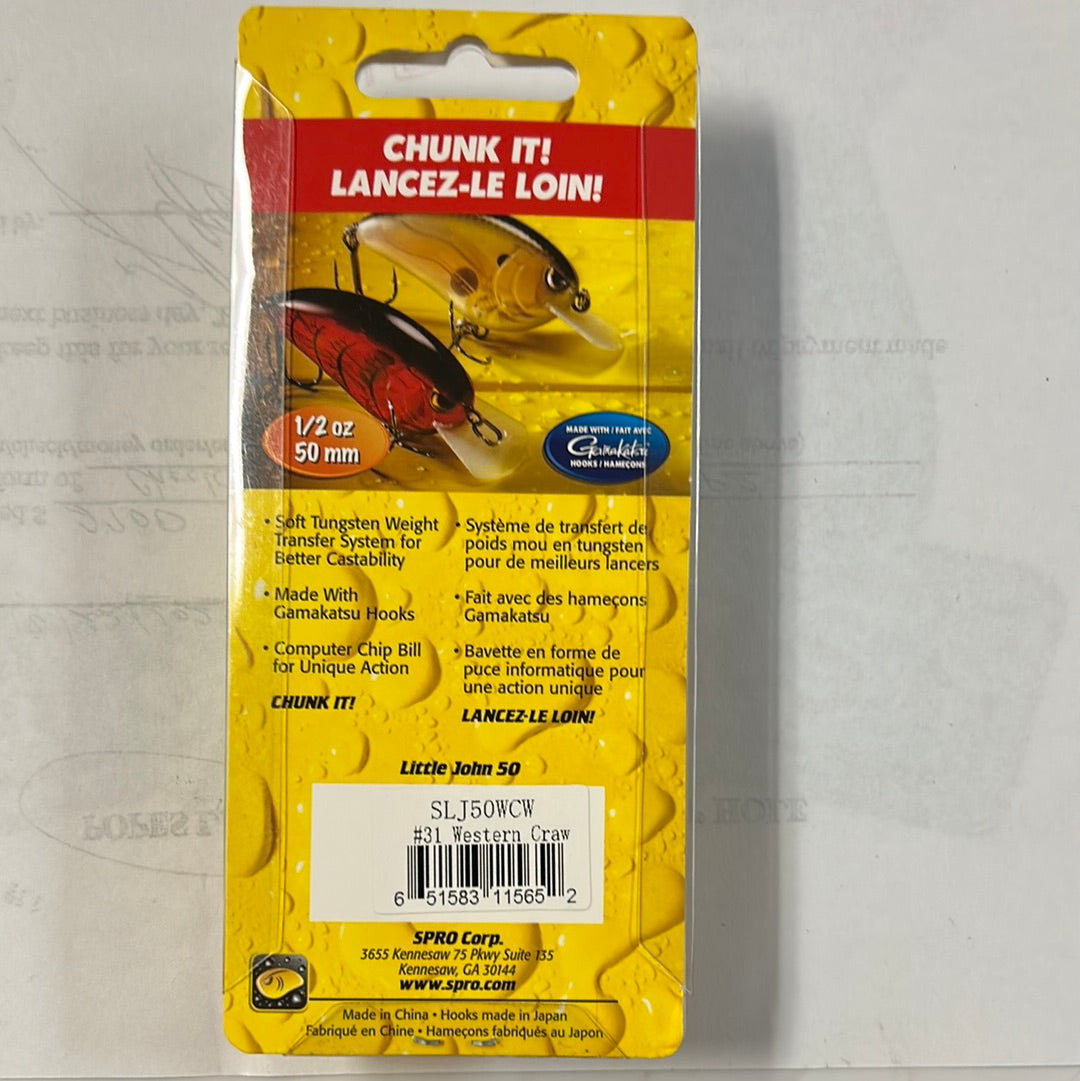 CHUNK IT!
LANCEZ-LE LOIN!
1/2 oz
50 mm
MADE WITH / FAIT AVEC
Gamakatsu
HOOKS / HAMEÇONS
• Soft Tungsten Weight
Transfer System for
Better Castability
• Made With
Gamakatsu Hooks
• Computer Chip Bill
for Unique Action
CHUNK IT!
• Système de transfert de
poids mou en tungsten
pour de meilleurs lancers
• Fait avec des hameçons
Gamakatsu
• Bavette en forme de
puce informatique pour
une action unique
LANCEZ-LE LOIN!
Little John 50
SLJ50WCW
#31 Western Craw
6 51583 11565 2
SPRO Corp.
3655 Kennesaw 75 Pkwy Suite 135
Kennesaw, GA 30144
www.spro.com
Made in China • Hooks made in Japan
Fabriqué en Chine • Hameçons fabriqués au Japon